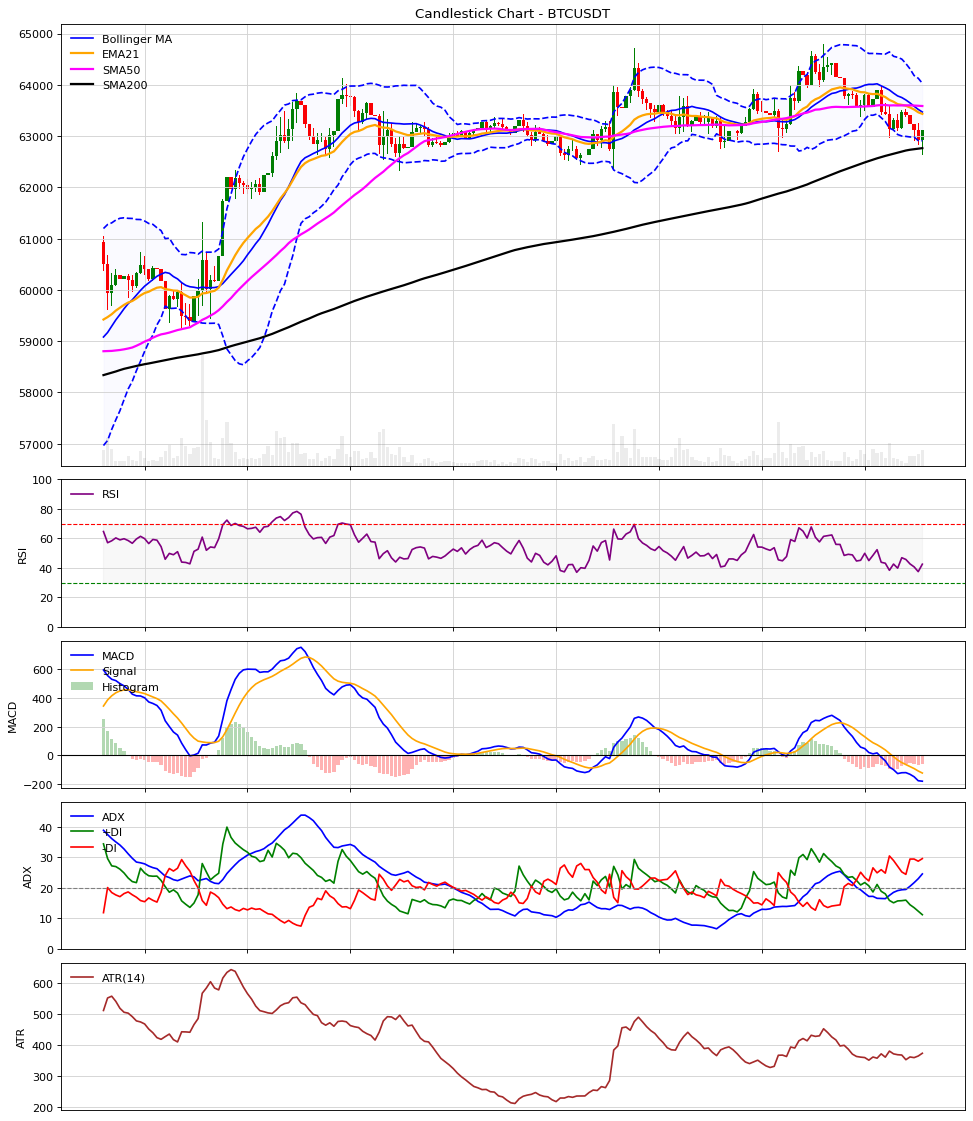 Candlestick Chart - BTCUSDT
65000
64000
63000
62000
61000
60000
59000
58000
57000
Bollinger MA
EMA21
SMA50
SMA200
100
80
60
40
20
0
RSI
RSI
600
400
200
0
−200
MACD
MACD
Signal
Histogram
40
30
20
10
0
ADX
ADX
+DI
-DI
600
500
400
300
200
ATR
ATR(14)